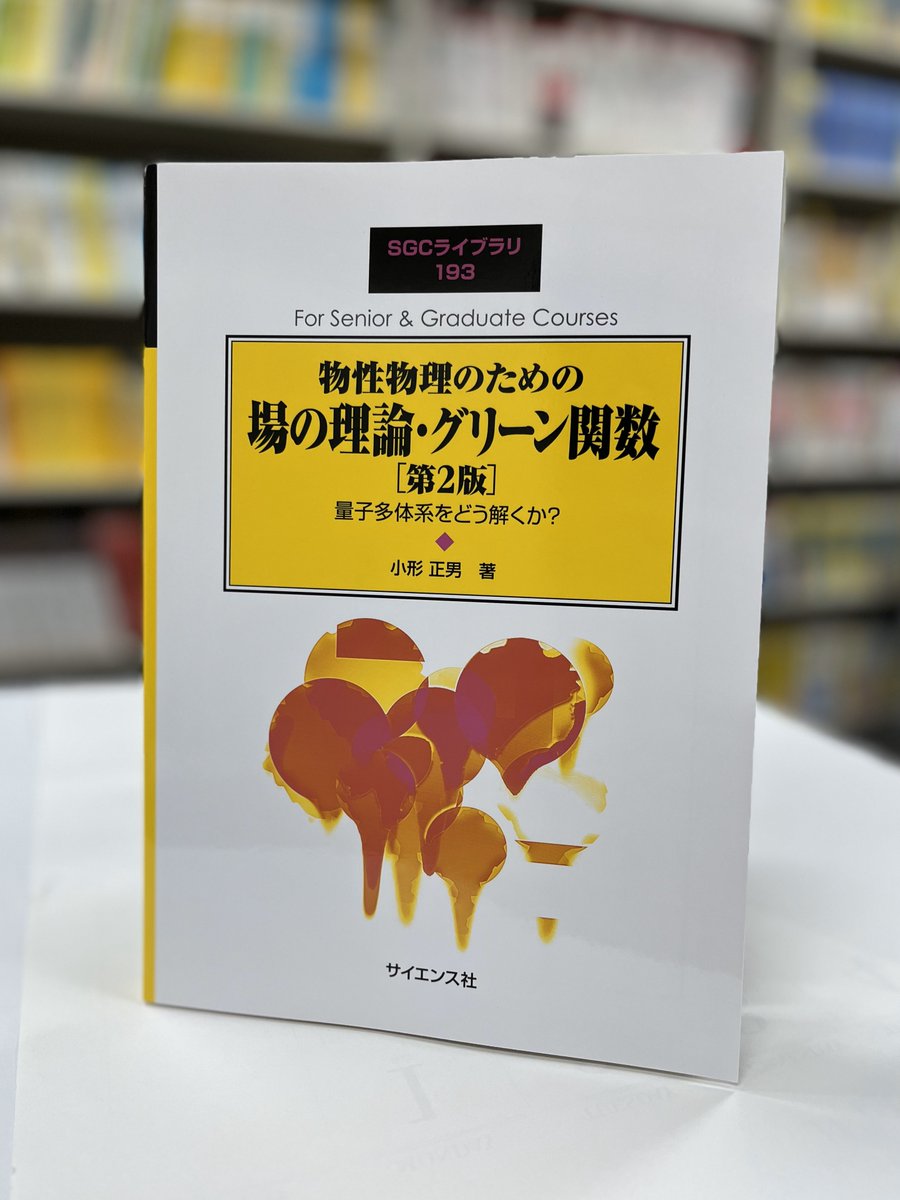 SGCライブラリ
193
For Senior & Graduate Courses
物性物理のための
場の理論・グリーン関数
[第2版]
量子多体系をどう解くか?
小形 正男 著
サイエンス社